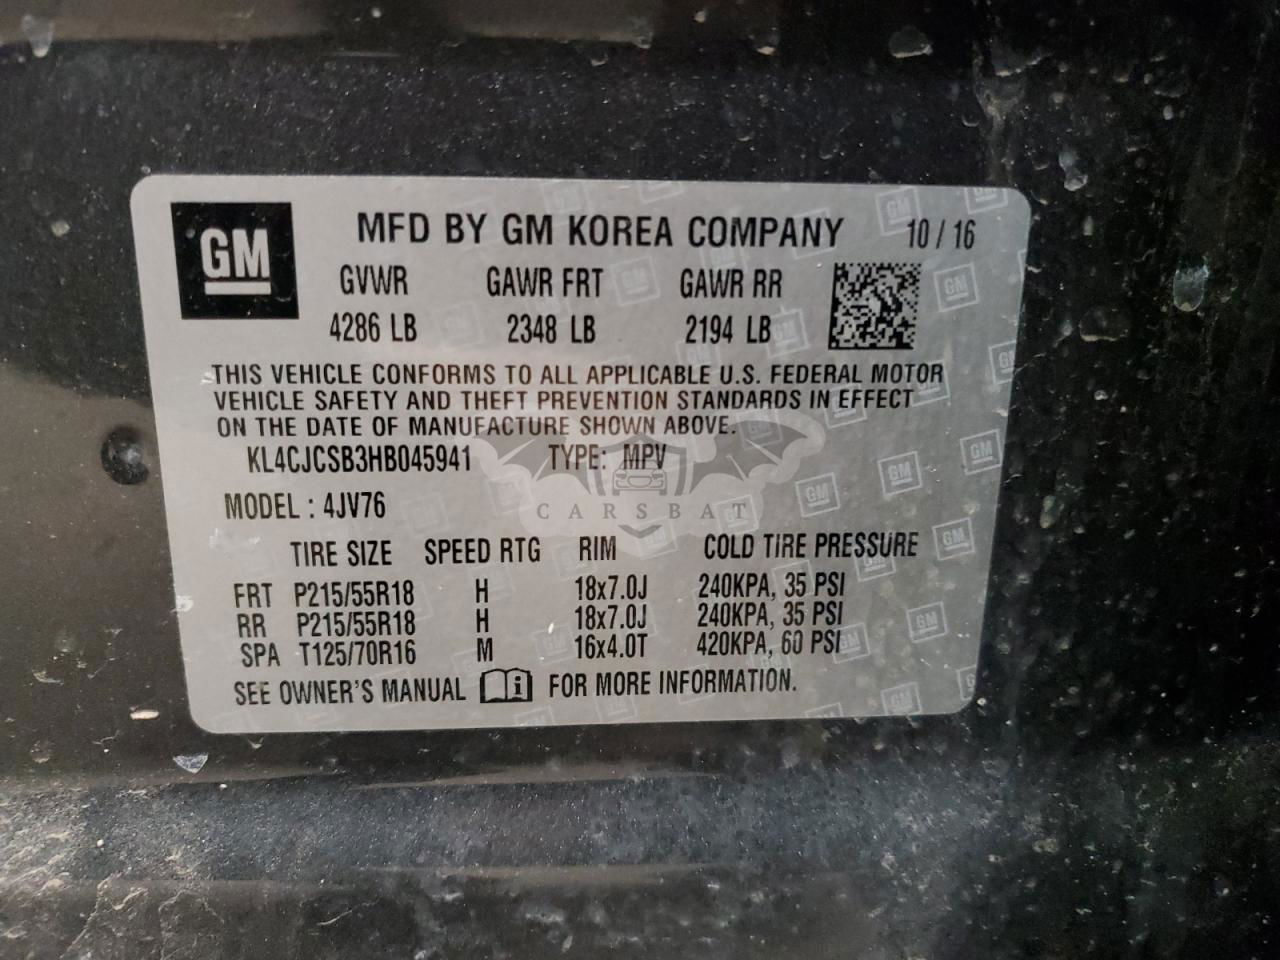 GM
MFD BY GM KOREA COMPANY 10 / 16
GVWR GAWR FRT GAWR RR
4286 LB 2348 LB 2194 LB
THIS VEHICLE CONFORMS TO ALL APPLICABLE U.S. FEDERAL MOTOR
VEHICLE SAFETY AND THEFT PREVENTION STANDARDS IN EFFECT
ON THE DATE OF MANUFACTURE SHOWN ABOVE.
KL4CJCSB3HB045941 TYPE: MPV
MODEL : 4JV76
CARSBAT
TIRE SIZE SPEED RTG RIM COLD TIRE PRESSURE
FRT P215/55R18 H 18x7.0J 240KPA, 35 PSI
RR P215/55R18 H 18x7.0J 240KPA, 35 PSI
SPA T125/70R16 M 16x4.0T 420KPA, 60 PSI
SEE OWNER'S MANUAL i FOR MORE INFORMATION.